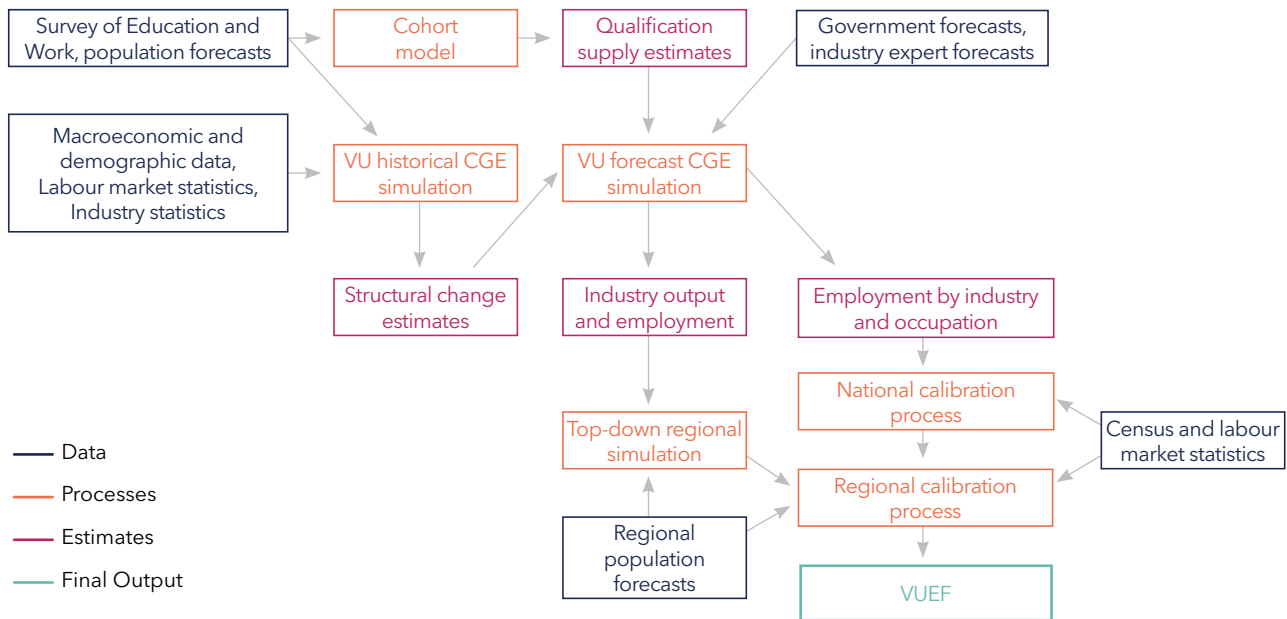 Survey of Education and
Work, population forecasts
Cohort
model
Qualification
supply estimates
Government forecasts,
industry expert forecasts
Macroeconomic and
demographic data,
Labour market statistics,
Industry statistics
VU historical CGE
simulation
VU forecast CGE
simulation
Structural change
estimates
Industry output
and employment
Employment by industry
and occupation
National calibration
process
Top-down regional
simulation
Census and labour
market statistics
Regional calibration
process
Regional
population
forecasts
VUEF
Data
Processes
Estimates
Final Output